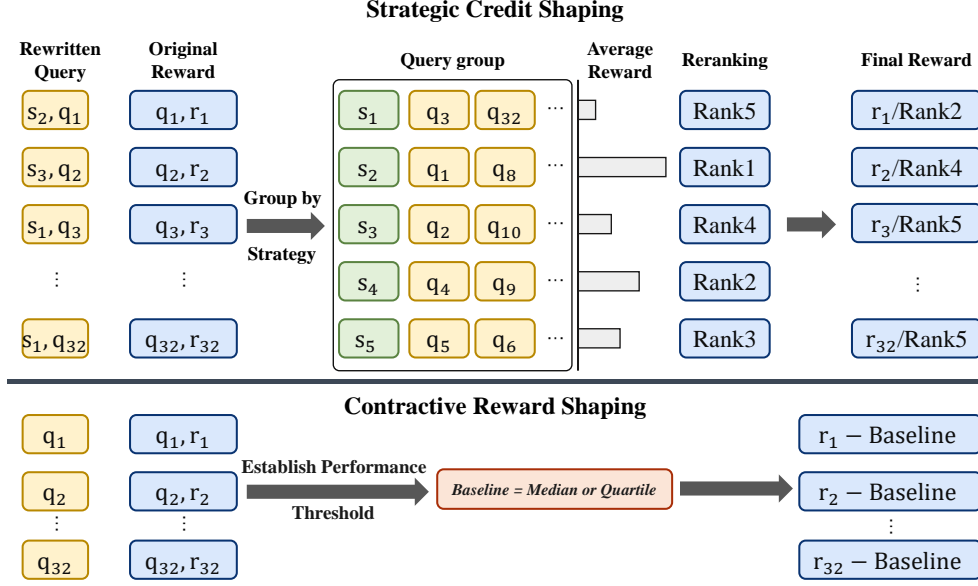 Strategic Credit Shaping
Rewritten Query
Original Reward
Query group
Average Reward
Reranking
Final Reward
s₂, q₁
q₁, r₁
s₁ q₃ q₃₂ ⋯
Rank5
r₁/Rank2
s₃, q₂
q₂, r₂
s₂ q₁ q₈ ⋯
Rank1
r₂/Rank4
s₁, q₃
q₃, r₃
Group by
Strategy
s₃ q₂ q₁₀ ⋯
Rank4
r₃/Rank5
⋮
⋮
s₄ q₄ q₉ ⋯
Rank2
⋮
s₁, q₃₂
q₃₂, r₃₂
s₅ q₅ q₆ ⋯
Rank3
r₃₂/Rank5
Contractive Reward Shaping
q₁
q₁, r₁
r₁ − Baseline
Establish Performance
Threshold
Baseline = Median or Quartile
q₂
q₂, r₂
r₂ − Baseline
⋮
⋮
⋮
q₃₂
q₃₂, r₃₂
r₃₂ − Baseline